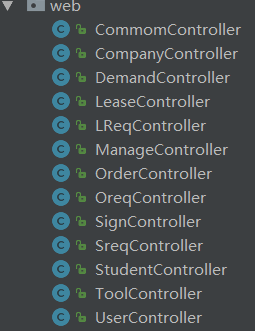 web
CommomController
CompanyController
DemandController
LeaseController
LReqController
ManageController
OrderController
OreqController
SignController
SreqController
StudentController
ToolController
UserController